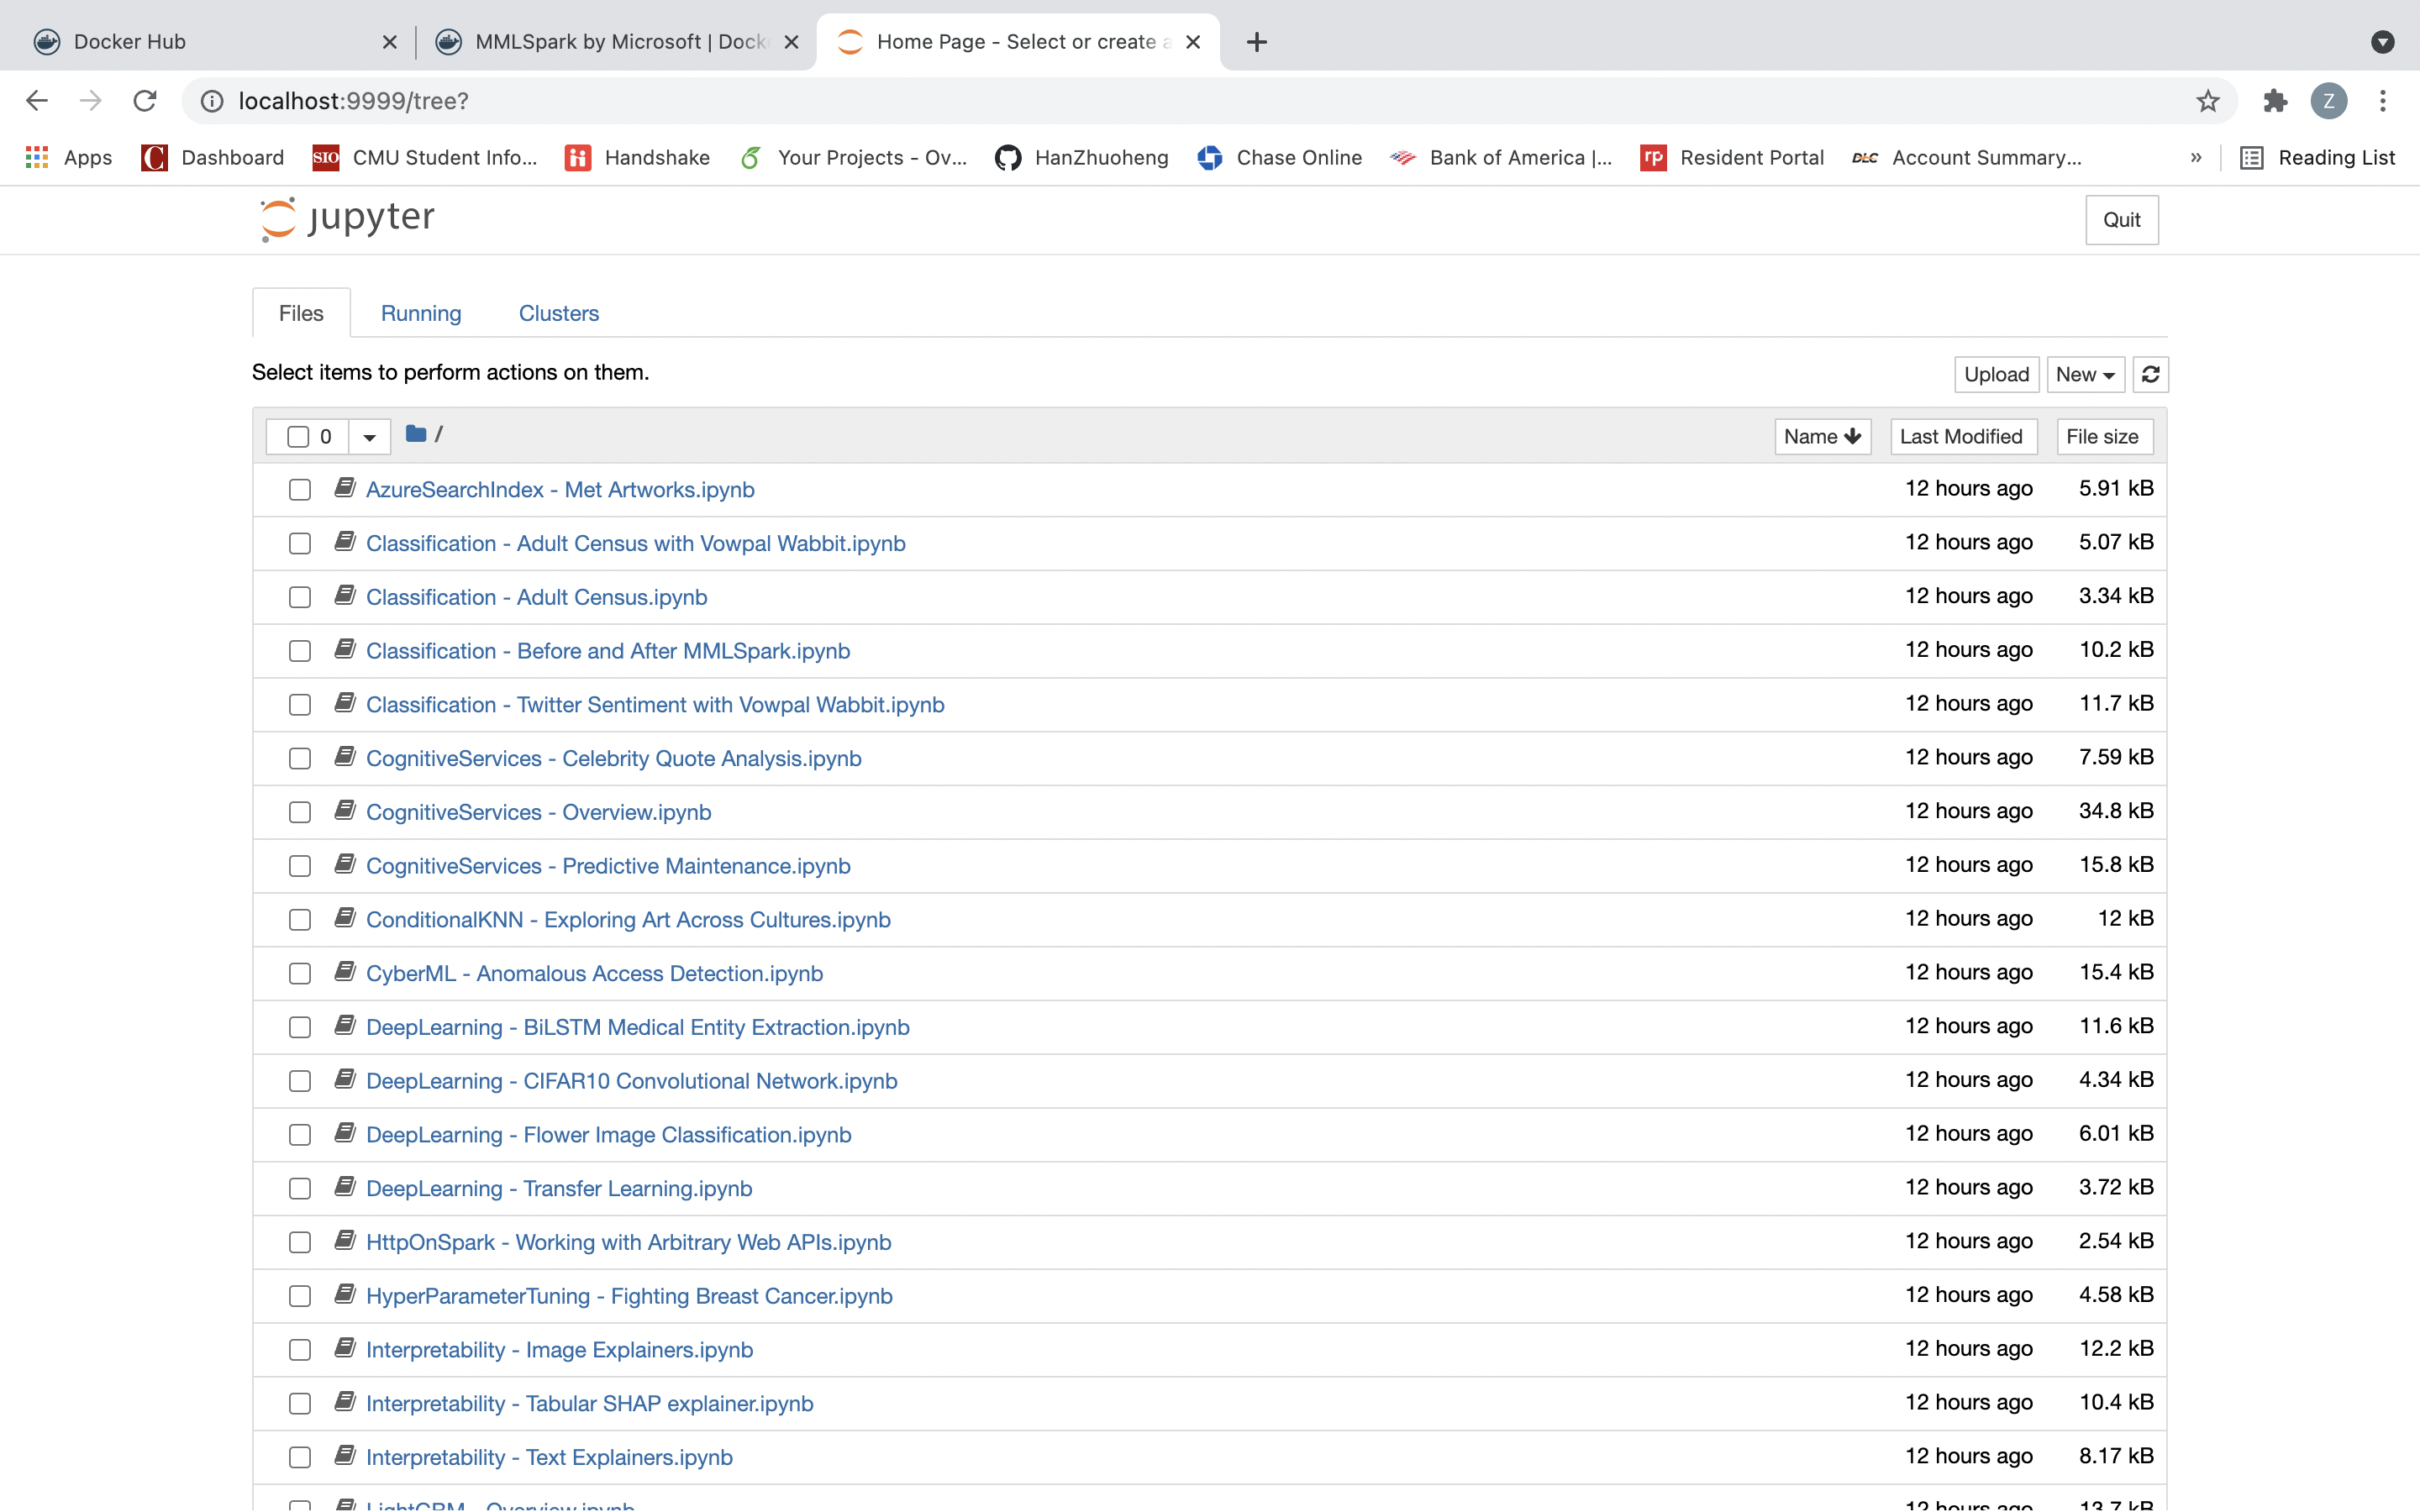 Docker Hub
MMLSpark by Microsoft | Dock
Home Page - Select or create a
localhost:9999/tree?
Z
Apps
Dashboard
CMU Student Info...
Handshake
Your Projects - Ov...
HanZhuoheng
Chase Online
Bank of America |...
Resident Portal
Account Summary...
»
Reading List
jupyter
Quit
Files
Running
Clusters
Select items to perform actions on them.
Upload
New
0
/
Name
Last Modified
File size
AzureSearchIndex - Met Artworks.ipynb 12 hours ago 5.91 kB
Classification - Adult Census with Vowpal Wabbit.ipynb 12 hours ago 5.07 kB
Classification - Adult Census.ipynb 12 hours ago 3.34 kB
Classification - Before and After MMLSpark.ipynb 12 hours ago 10.2 kB
Classification - Twitter Sentiment with Vowpal Wabbit.ipynb 12 hours ago 11.7 kB
CognitiveServices - Celebrity Quote Analysis.ipynb 12 hours ago 7.59 kB
CognitiveServices - Overview.ipynb 12 hours ago 34.8 kB
CognitiveServices - Predictive Maintenance.ipynb 12 hours ago 15.8 kB
ConditionalKNN - Exploring Art Across Cultures.ipynb 12 hours ago 12 kB
CyberML - Anomalous Access Detection.ipynb 12 hours ago 15.4 kB
DeepLearning - BiLSTM Medical Entity Extraction.ipynb 12 hours ago 11.6 kB
DeepLearning - CIFAR10 Convolutional Network.ipynb 12 hours ago 4.34 kB
DeepLearning - Flower Image Classification.ipynb 12 hours ago 6.01 kB
DeepLearning - Transfer Learning.ipynb 12 hours ago 3.72 kB
HttpOnSpark - Working with Arbitrary Web APIs.ipynb 12 hours ago 2.54 kB
HyperParameterTuning - Fighting Breast Cancer.ipynb 12 hours ago 4.58 kB
Interpretability - Image Explainers.ipynb 12 hours ago 12.2 kB
Interpretability - Tabular SHAP explainer.ipynb 12 hours ago 10.4 kB
Interpretability - Text Explainers.ipynb 12 hours ago 8.17 kB
LightGBM - Overview.ipynb 12 hours ago 13.7 kB